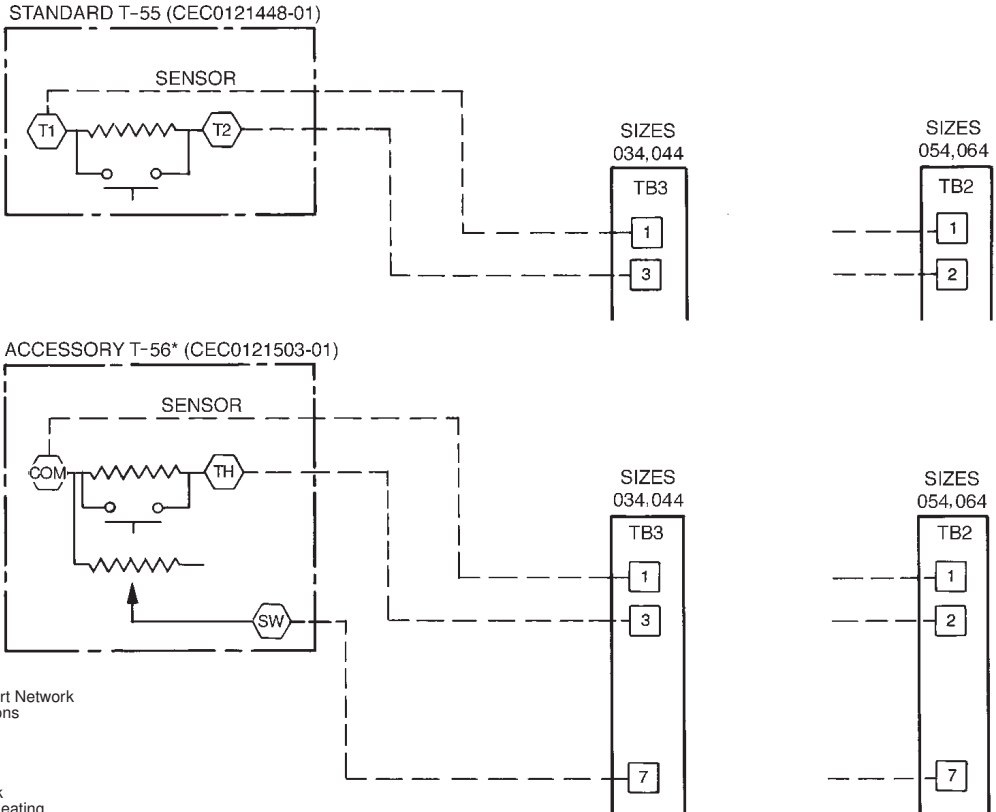 STANDARD T-55 (CEC0121448-01)
SENSOR
T1
T2
SIZES
034,044
TB3
1
3
SIZES
054,064
TB2
1
2
ACCESSORY T-56* (CEC0121503-01)
SENSOR
COM
TH
SW
SIZES
034,044
TB3
1
3
7
SIZES
054,064
TB2
1
2
7
rt Network
ons
eating